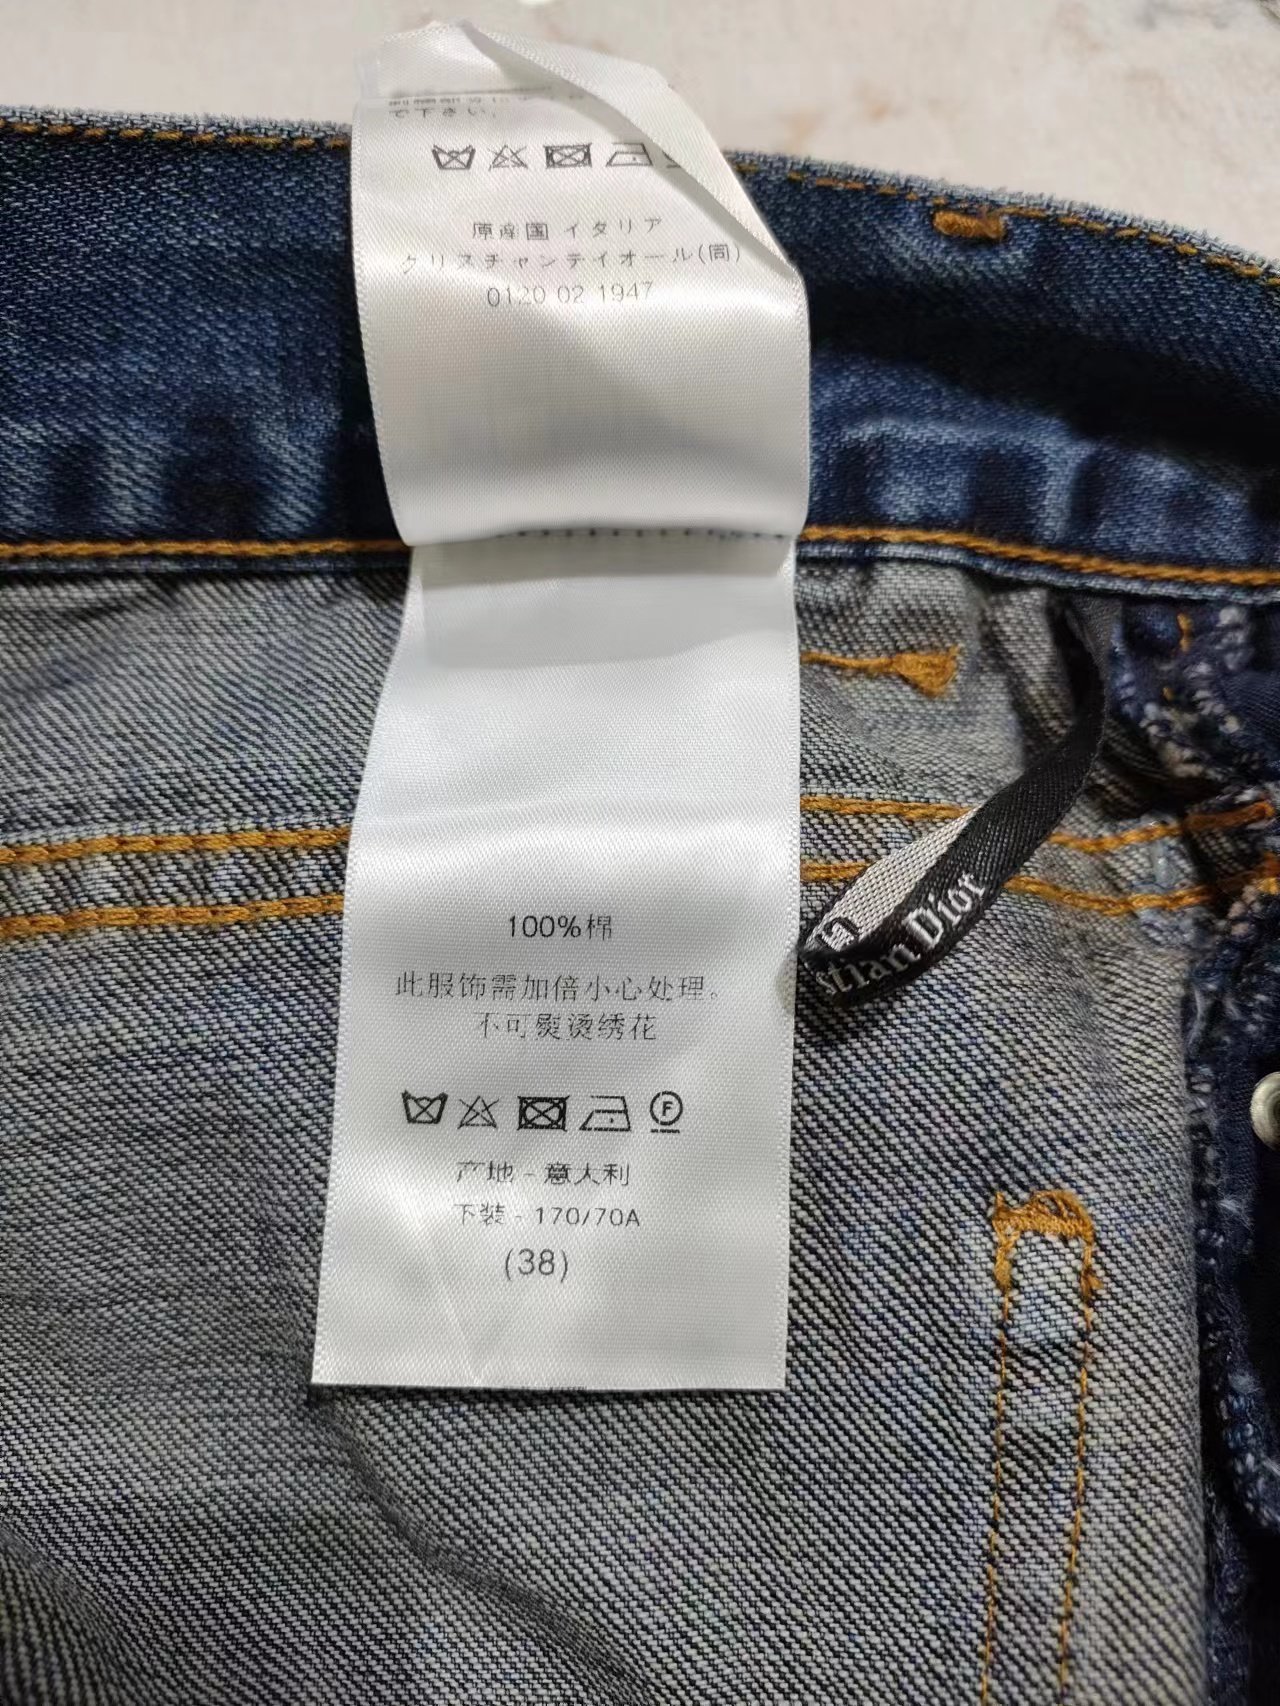 て下さい。
原産国 イタリア
クリスチャンディオール(同)
0120 02 1947
100%棉
此服饰需加倍小心处理。
不可熨烫绣花
F
产地 - 意大利
下装 - 170/70A
(38)
stian Dior